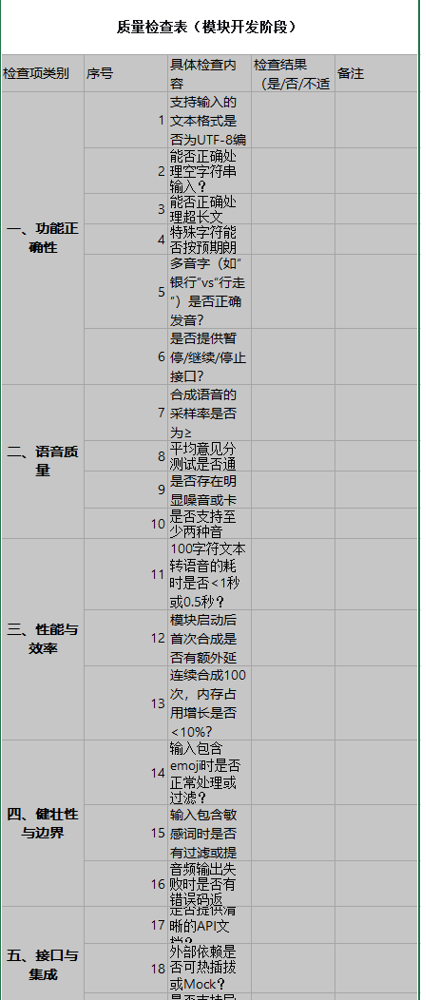 质量检查表（模块开发阶段）
检查项类别
序号
具体检查内
容
检查结果
（是/否/不适
备注
一、功能正
确性
1
支持输入的
文本格式是
否为UTF-8编
2
能否正确处
理空字符串
输入？
3
能否正确处
理超长文
4
特殊字符能
否按预期朗
5
多音字（如“
银行”vs“行走
”）是否正确
发音？
6
是否提供暂
停/继续/停止
接口？
二、语音质
量
7
合成语音的
采样率是否
为≥
8
平均意见分
测试是否通
9
是否存在明
显噪音或卡
10
是否支持至
少两种音
三、性能与
效率
11
100字符文本
转语音的耗
时是否<1秒
或0.5秒？
12
模块启动后
首次合成是
否有额外延
13
连续合成100
次，内存占
用增长是否
<10%？
四、健壮性
与边界
14
输入包含
emoji时是否
正常处理或
过滤？
15
输入包含敏
感词时是否
有过滤或提
16
音频输出失
败时是否有
错误码返
五、接口与
集成
17
是否提供清
晰的API文
档？
18
外部依赖是
否可热插拔
或Mock？